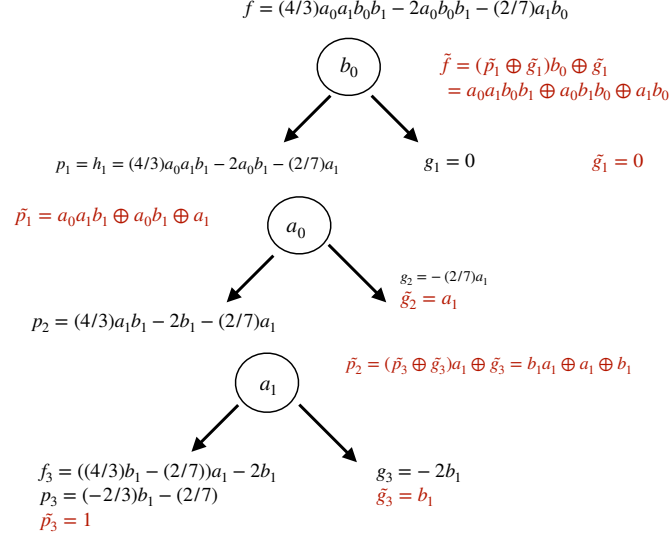 f = (4/3)a₀a₁b₀b₁ − 2a₀b₀b₁ − (2/7)a₁b₀
b₀
f̃ = (p̃₁ ⊕ g̃₁)b₀ ⊕ g̃₁
= a₀a₁b₀b₁ ⊕ a₀b₁b₀ ⊕ a₁b₀
p₁ = h₁ = (4/3)a₀a₁b₁ − 2a₀b₁ − (2/7)a₁
g₁ = 0
g̃₁ = 0
p̃₁ = a₀a₁b₁ ⊕ a₀b₁ ⊕ a₁
a₀
g₂ = − (2/7)a₁
g̃₂ = a₁
p₂ = (4/3)a₁b₁ − 2b₁ − (2/7)a₁
p̃₂ = (p̃₃ ⊕ g̃₃)a₁ ⊕ g̃₃ = b₁a₁ ⊕ a₁ ⊕ b₁
a₁
f₃ = ((4/3)b₁ − (2/7))a₁ − 2b₁
p₃ = (−2/3)b₁ − (2/7)
p̃₃ = 1
g₃ = − 2b₁
g̃₃ = b₁